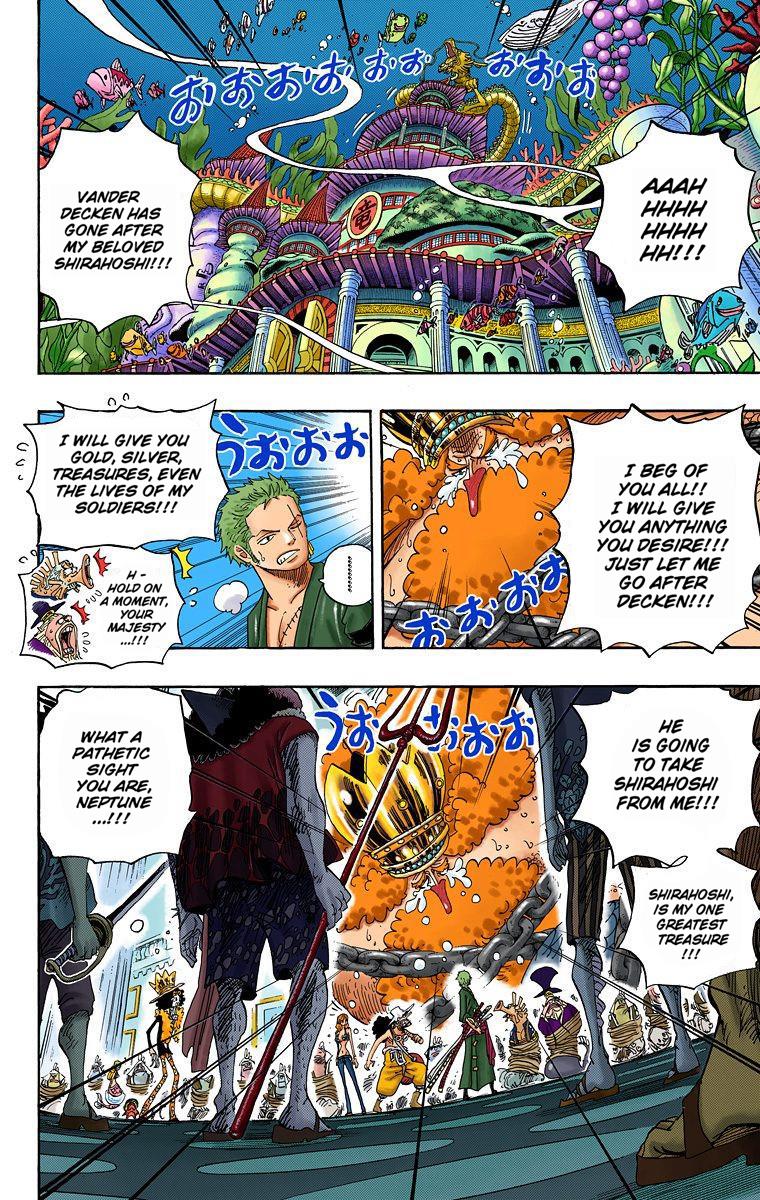 AAAH
HHHH
HHHH
HH!!!
おおおおお おお おおお
竜
VANDER
DECKEN HAS
GONE AFTER
MY BELOVED
SHIRAHOSHI!!!
I BEG OF
YOU ALL!!
I WILL GIVE
YOU ANYTHING
YOU DESIRE!!!
JUST LET ME
GO AFTER
DECKEN!!!
おおおお
うおおおお
.........
I WILL GIVE YOU
GOLD, SILVER,
TREASURES, EVEN
THE LIVES OF MY
SOLDIERS!!!
H -
HOLD ON
A MOMENT,
YOUR
MAJESTY
...!!!
HE
IS GOING
TO TAKE
SHIRAHOSHI
FROM ME!!!
SHIRAHOSHI,
IS MY ONE
GREATEST
TREASURE
!!!
うお おおおお
WHAT A
PATHETIC
SIGHT
YOU ARE,
NEPTUNE
...!!!